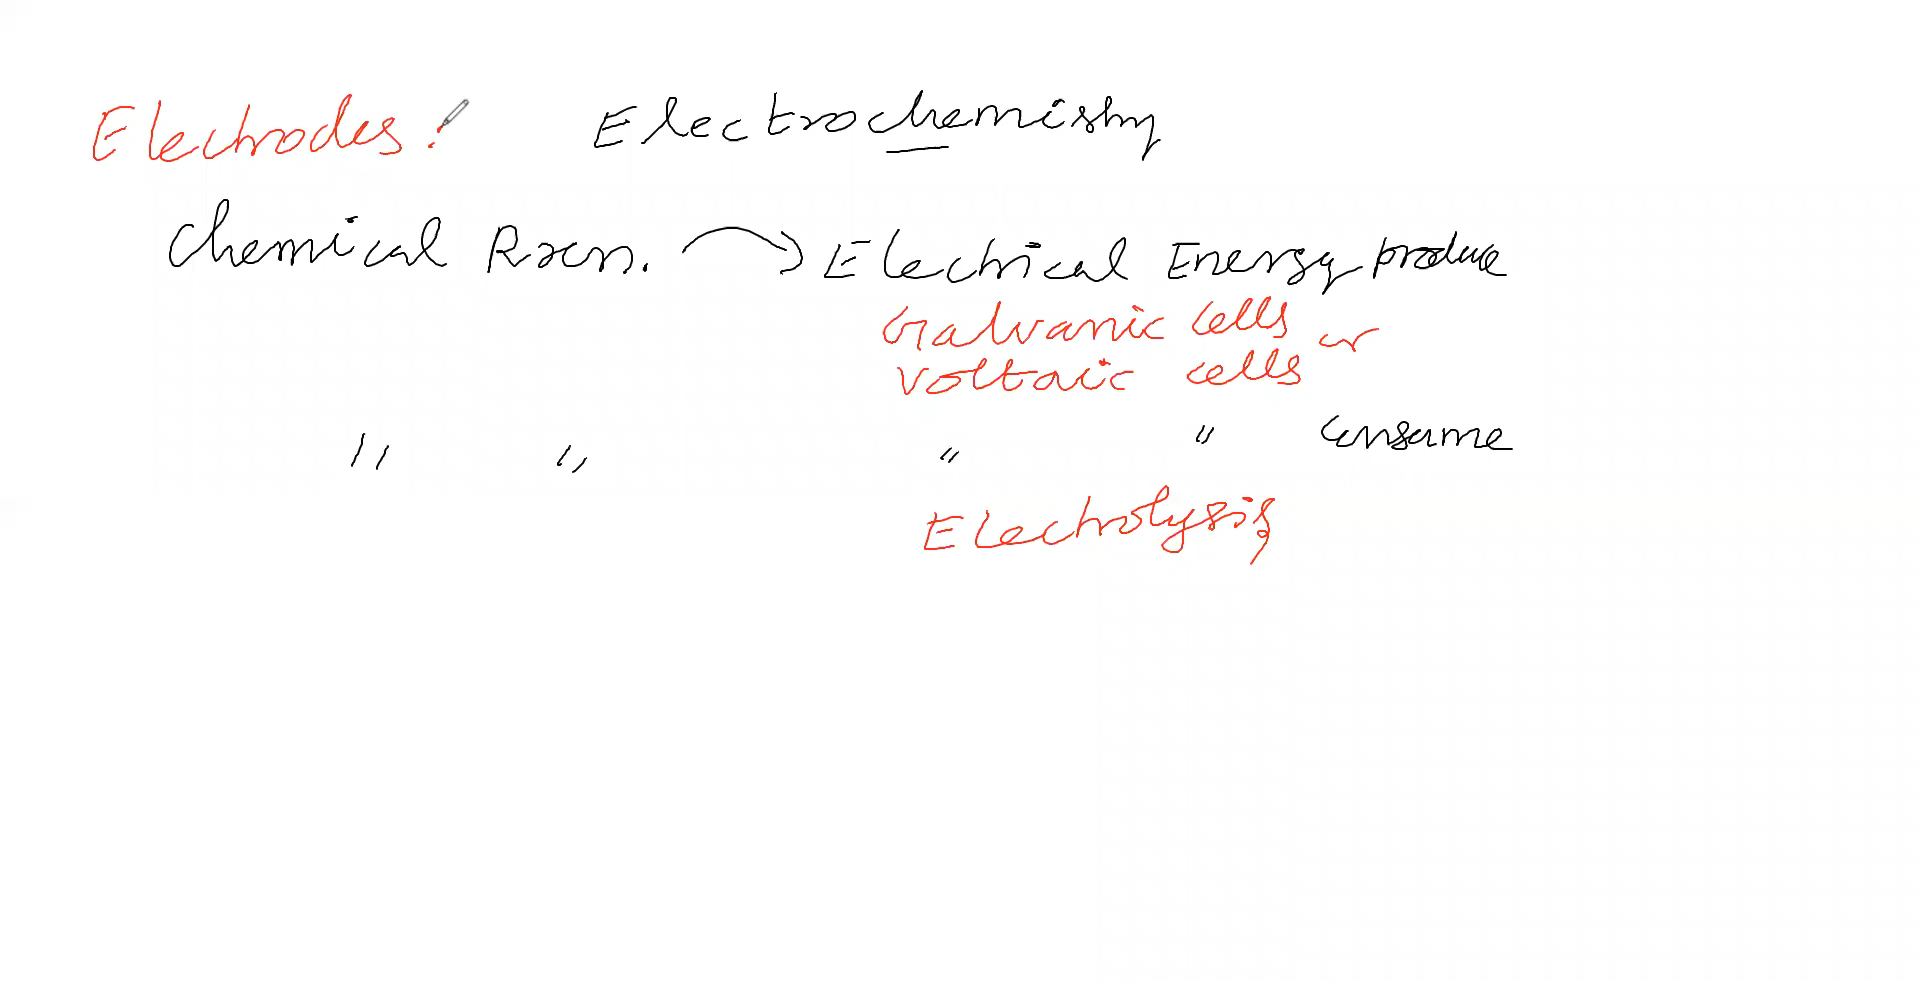 Electrodes: Electrochemistry
Chemical Rxn. → Electrical Energy produce
Galvanic cells or
Voltaic cells
" " " " Consume
Electrolysis